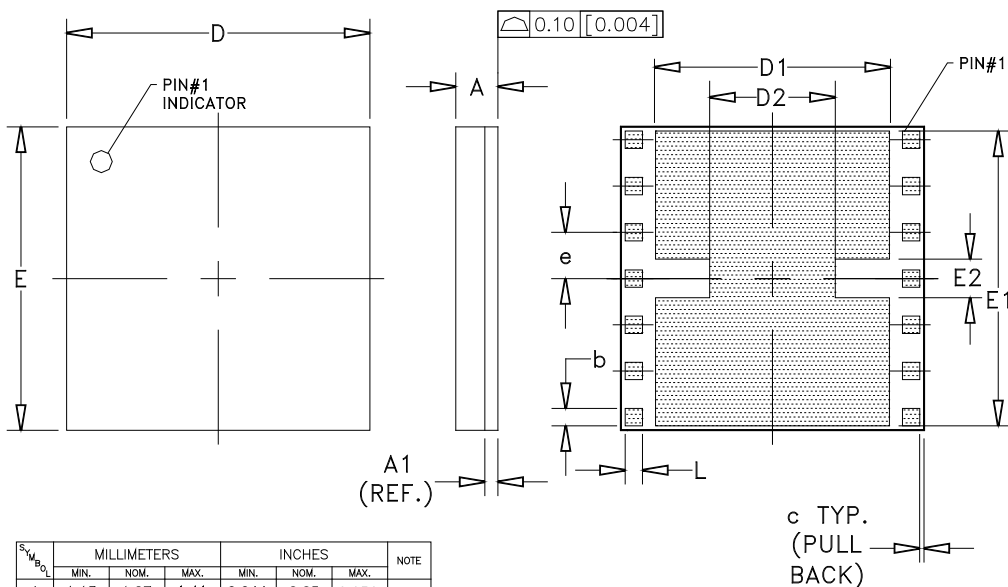 0.10 [0.004]
D
PIN#1
INDICATOR
A
D1
D2
PIN#1
E
e
E2
E1
b
A1
(REF.)
L
c TYP.
(PULL
BACK)
SYMBOL MILLIMETERS INCHES NOTE
MIN. NOM. MAX. MIN. NOM. MAX.